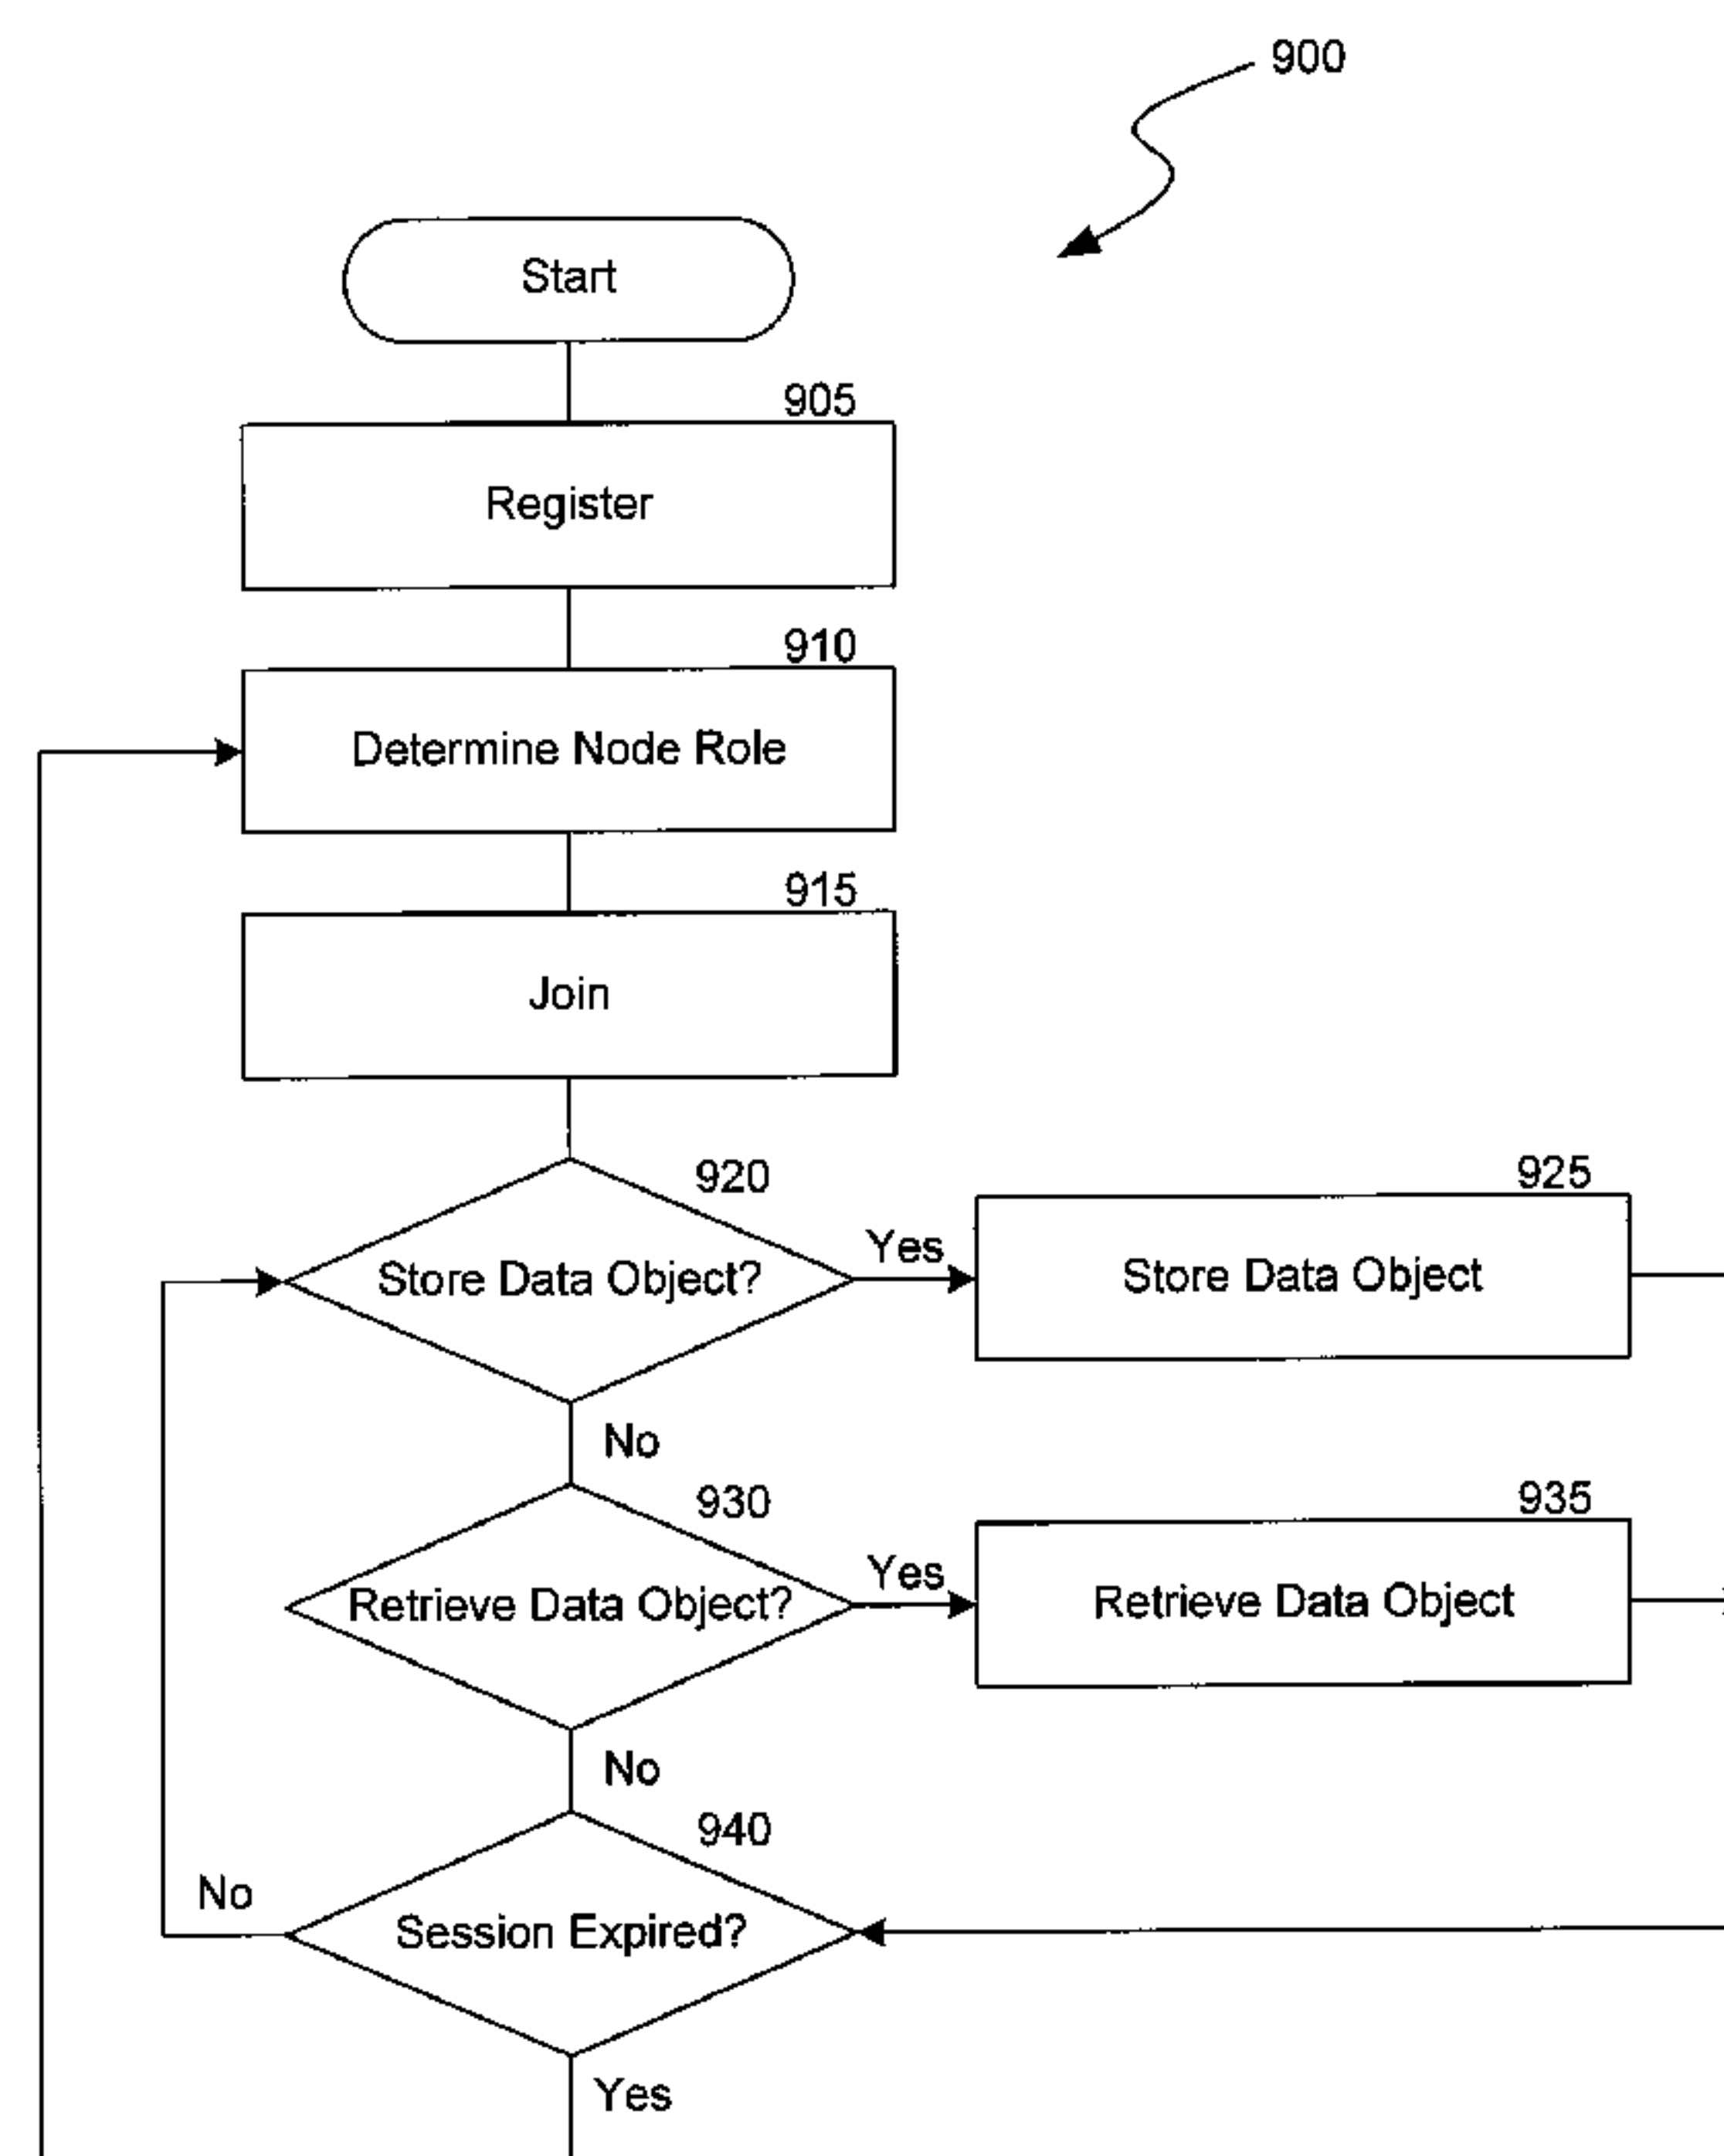 900
Start
905
Register
910
Determine Node Role
915
Join
920
Store Data Object?
Yes
925
Store Data Object
No
930
Retrieve Data Object?
Yes
935
Retrieve Data Object
No
940
Session Expired?
No
Yes